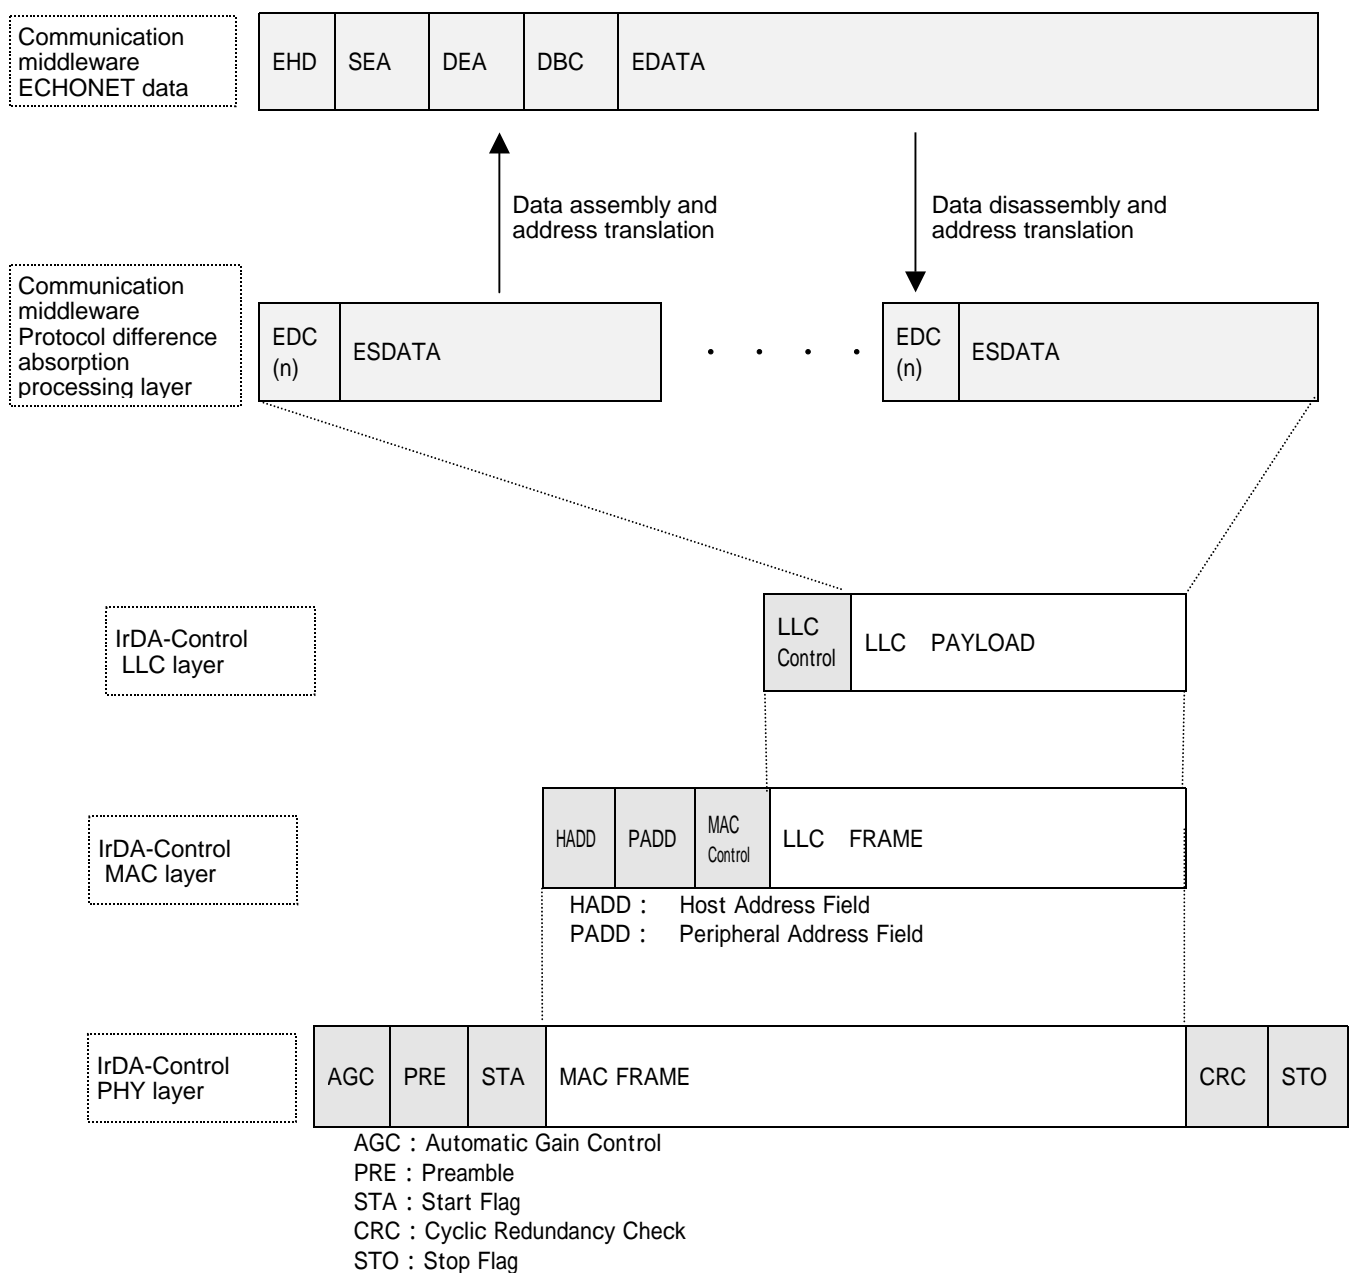 Communication
middleware
ECHONET data
EHD SEA DEA DBC EDATA
Data assembly and
address translation
Data disassembly and
address translation
Communication
middleware
Protocol difference
absorption
processing layer
EDC
(n)
ESDATA
・ ・ ・ ・
EDC
(n)
ESDATA
IrDA-Control
LLC layer
LLC
Control
LLC PAYLOAD
IrDA-Control
MAC layer
HADD
PADD
MAC
Control
LLC FRAME
HADD : Host Address Field
PADD : Peripheral Address Field
IrDA-Control
PHY layer
AGC PRE STA MAC FRAME CRC STO
AGC : Automatic Gain Control
PRE : Preamble
STA : Start Flag
CRC : Cyclic Redundancy Check
STO : Stop Flag